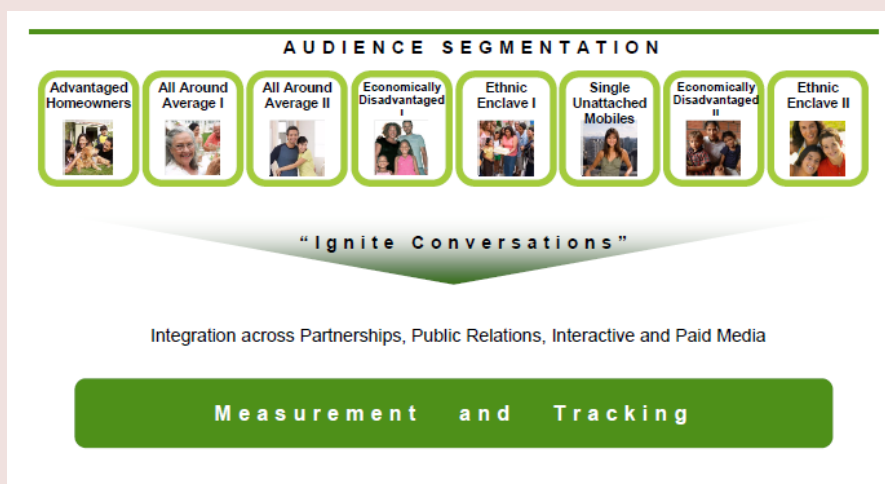 AUDIENCE SEGMENTATION
Advantaged
Homeowners
All Around
Average I
All Around
Average II
Economically
Disadvantaged
I
Ethnic
Enclave I
Single
Unattached
Mobiles
Economically
Disadvantaged
II
Ethnic
Enclave II
“Ignite Conversations”
Integration across Partnerships, Public Relations, Interactive and Paid Media
Measurement and Tracking